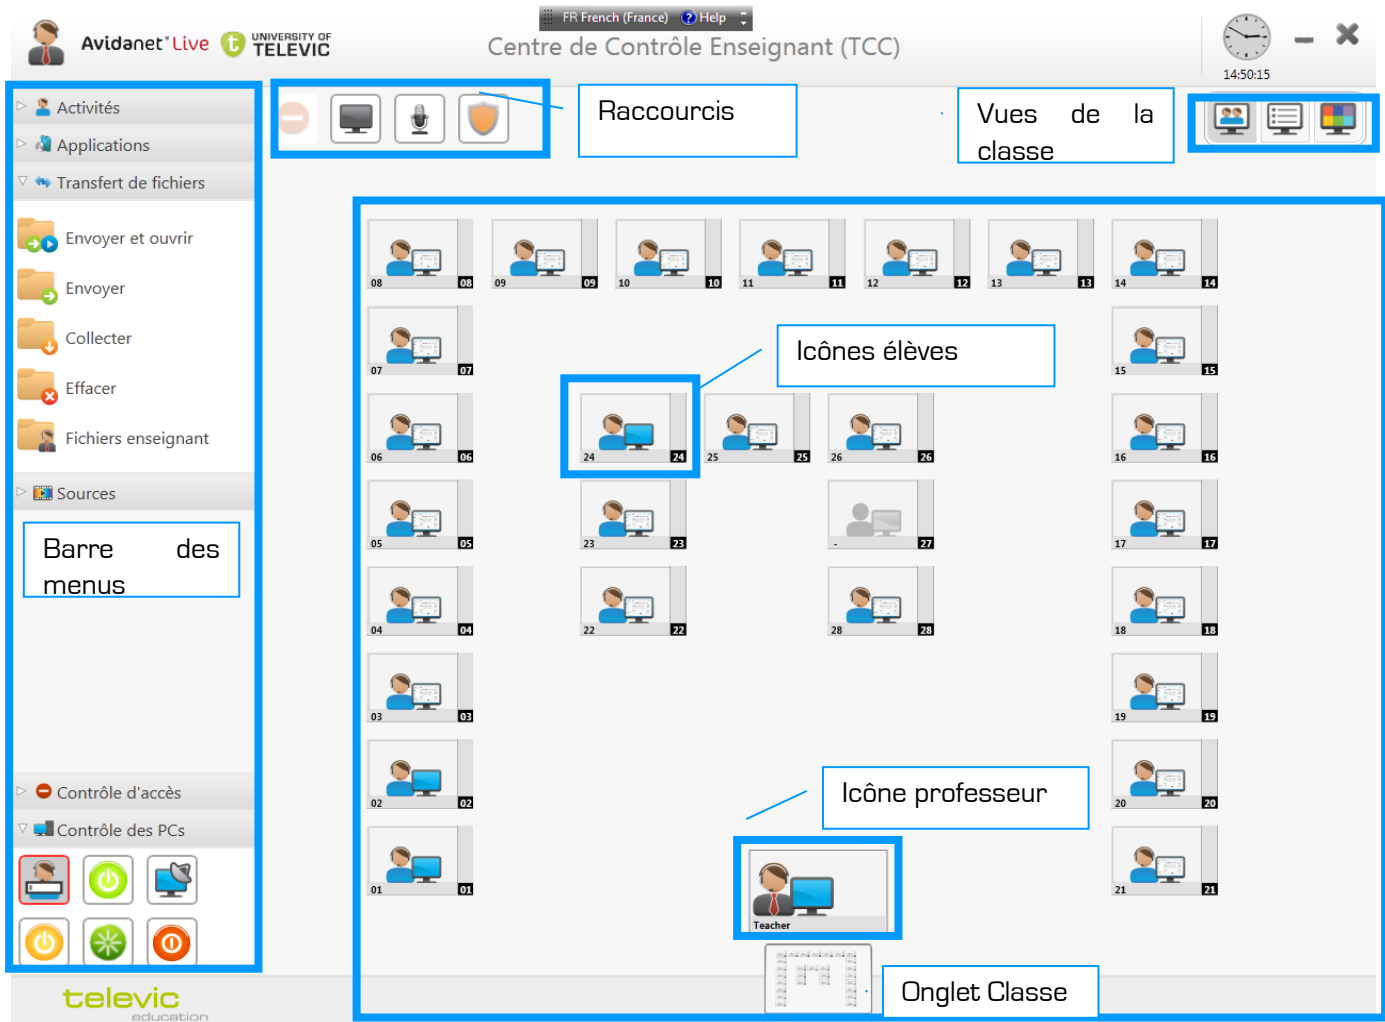 FR French (France) Help
Avidanet Live
UNIVERSITY OF
TELEVIC
Centre de Contrôle Enseignant (TCC)
14:50:15
Activités
Applications
Transfert de fichiers
Envoyer et ouvrir
Envoyer
Collecter
Effacer
Fichiers enseignant
Sources
Barre des
menus
Contrôle d'accès
Contrôle des PCs
Raccourcis
Vues de la
classe
08 08 09 09 10 10 11 11 12 12 13 13 14 14
07 07 15 15
Icônes élèves
06 06 24 24 25 25 26 26 16 16
05 05 23 23 - 27 17 17
04 04 22 22 28 28 18 18
03 03 19 19
02 02 20 20
Icône professeur
01 01 21 21
Teacher
Onglet Classe
televic
education